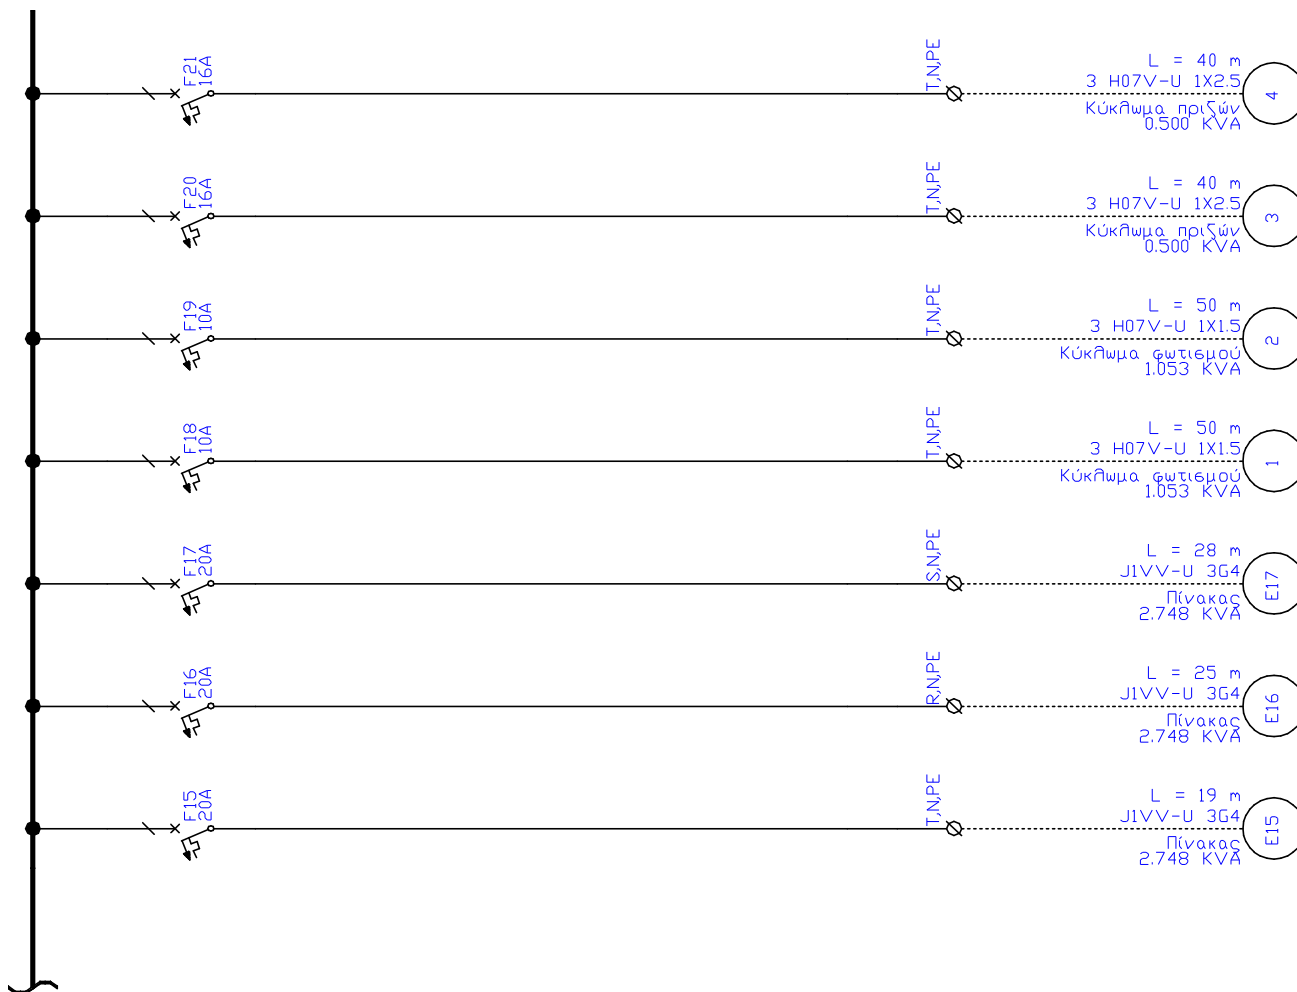 F21
16A
T,N,PE
L = 40 m
3 H07V-U 1X2.5
Κύκλωμα πριζών
0.500 KVA
4
F20
16A
T,N,PE
L = 40 m
3 H07V-U 1X2.5
Κύκλωμα πριζών
0.500 KVA
3
F19
10A
T,N,PE
L = 50 m
3 H07V-U 1X1.5
Κύκλωμα φωτισμού
1.053 KVA
2
F18
10A
T,N,PE
L = 50 m
3 H07V-U 1X1.5
Κύκλωμα φωτισμού
1.053 KVA
1
F17
20A
S,N,PE
L = 28 m
J1VV-U 3G4
Πίνακας
2.748 KVA
E17
F16
20A
R,N,PE
L = 25 m
J1VV-U 3G4
Πίνακας
2.748 KVA
E16
F15
20A
T,N,PE
L = 19 m
J1VV-U 3G4
Πίνακας
2.748 KVA
E15